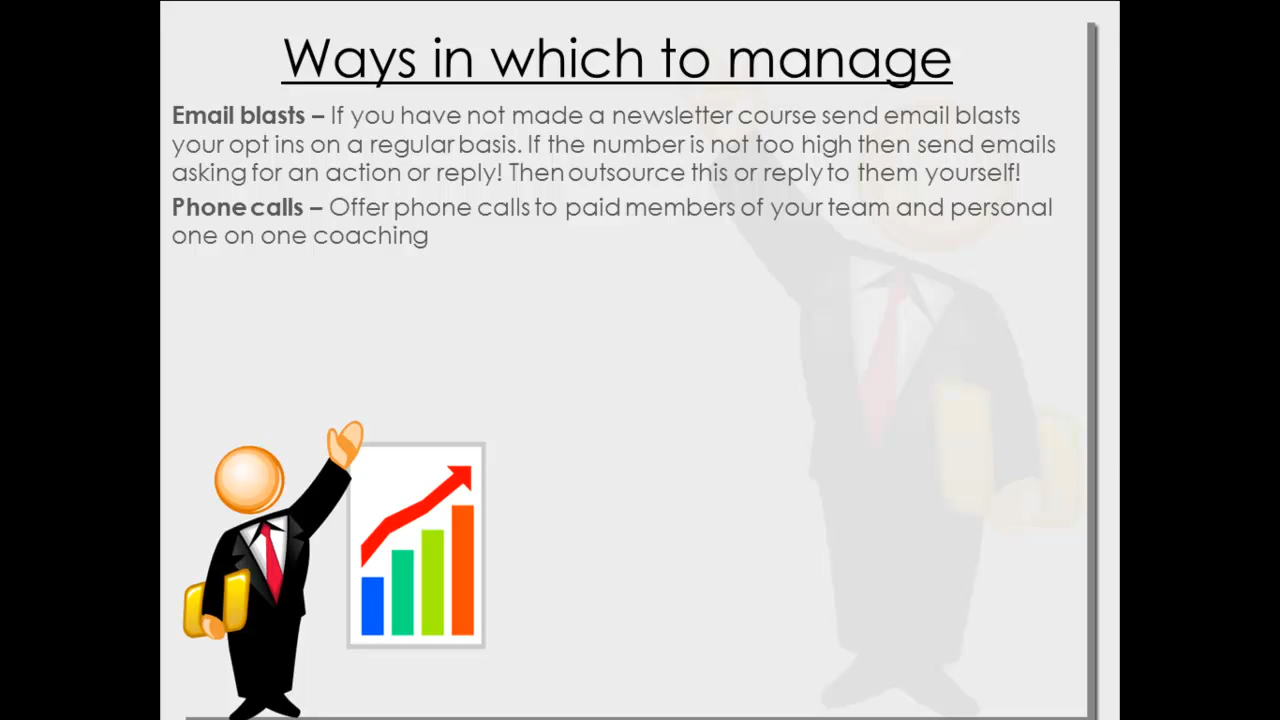 Ways in which to manage
Email blasts – If you have not made a newsletter course send email blasts
your opt ins on a regular basis. If the number is not too high then send emails
asking for an action or reply! Then outsource this or reply to them yourself!
Phone calls – Offer phone calls to paid members of your team and personal
one on one coaching